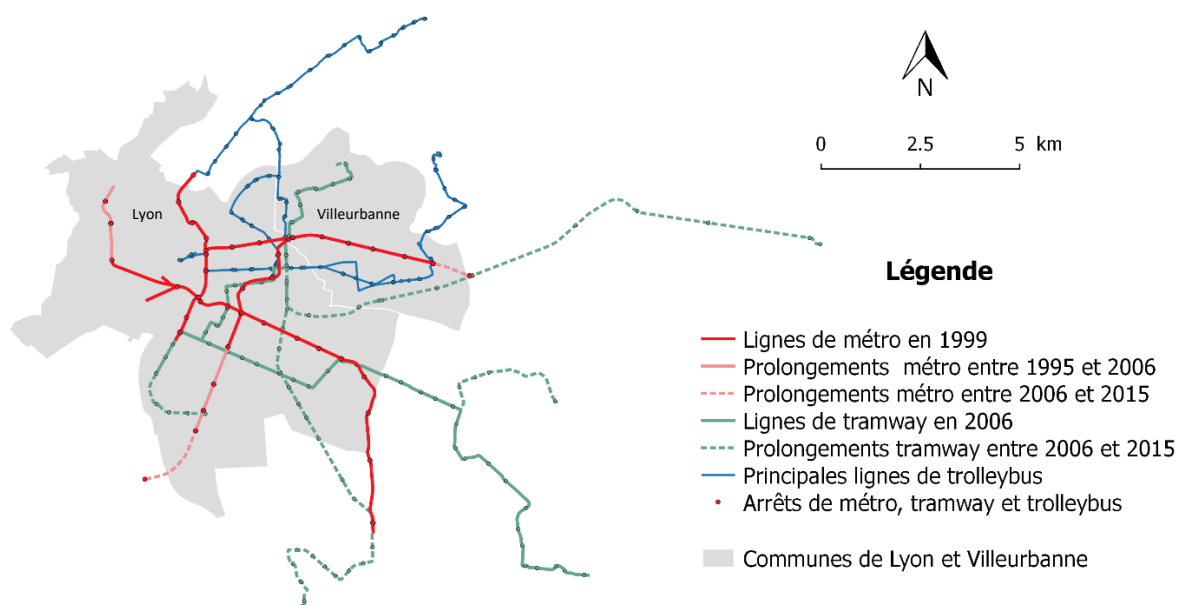 N
0 2.5 5 km
Lyon
Villeurbanne
Légende
Lignes de métro en 1999
Prolongements métro entre 1995 et 2006
Prolongements métro entre 2006 et 2015
Lignes de tramway en 2006
Prolongements tramway entre 2006 et 2015
Principales lignes de trolleybus
Arrêts de métro, tramway et trolleybus
Communes de Lyon et Villeurbanne